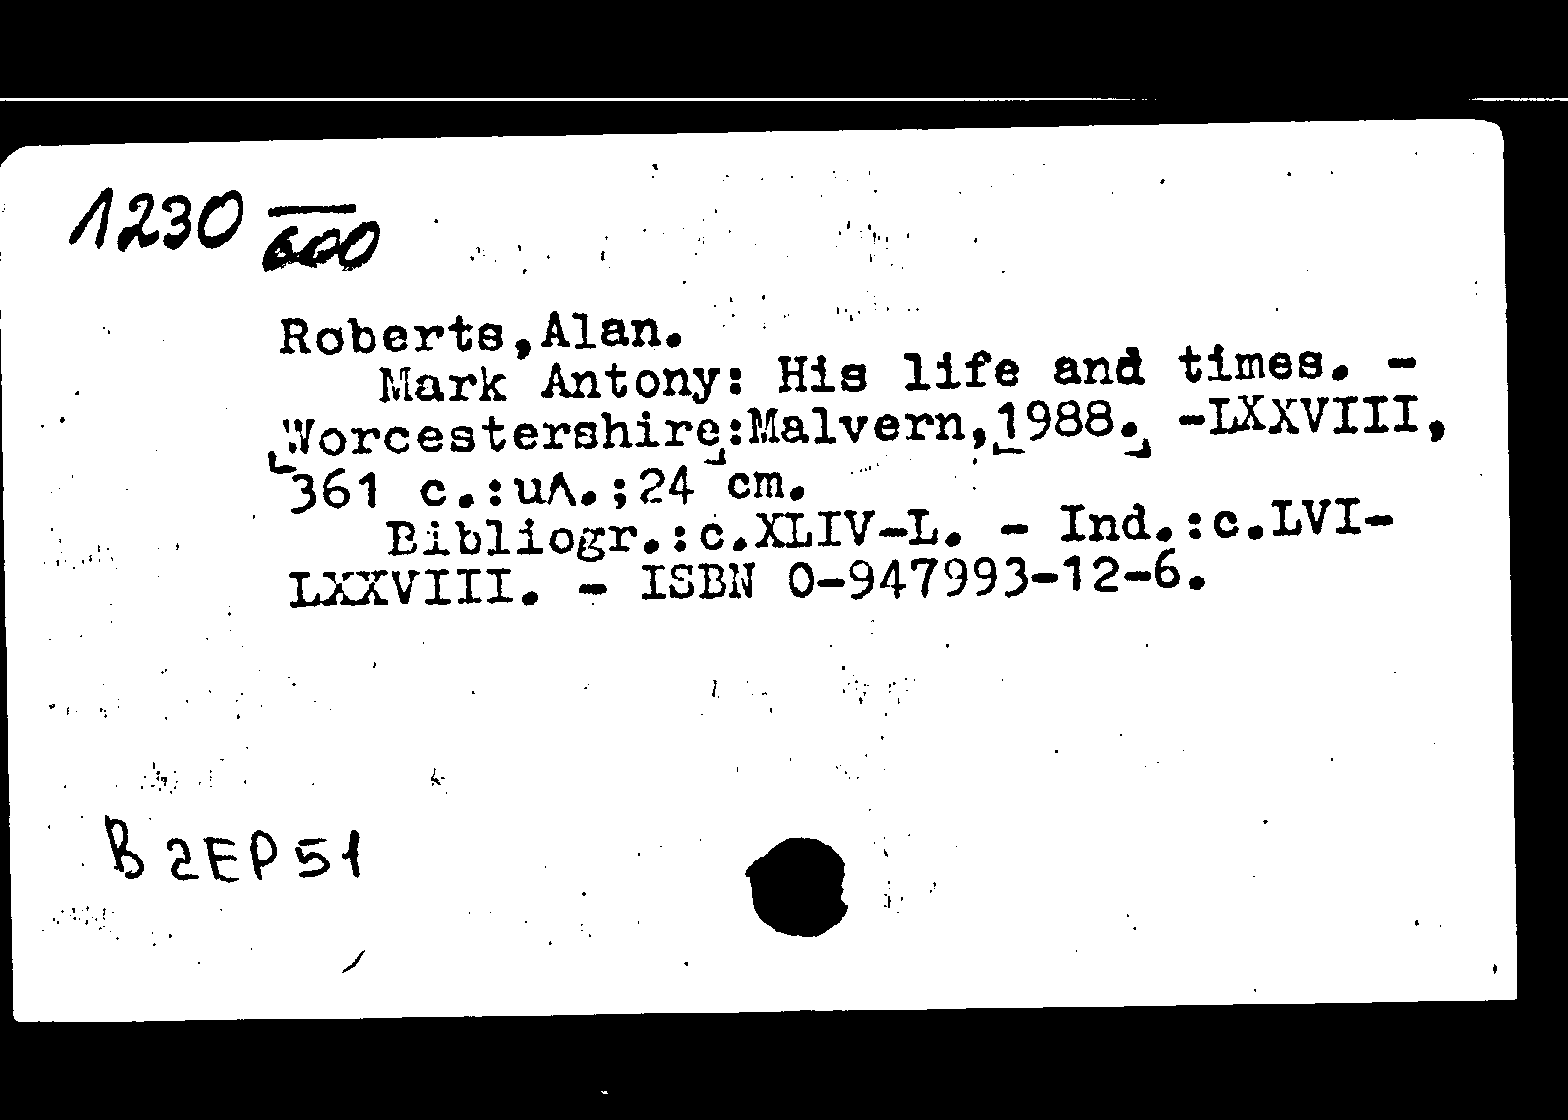 1230 600
Roberts,Alan.
Mark Antony: His life and times. -
[Worcestershire]:Malvern,[1988.] -LXXVIII,
361 c.:ил.;24 cm.
Bibliogr.:c.XLIV-L. - Ind.:c.LVI-
LXXVIII. - ISBN 0-947993-12-6.
B 2EP51